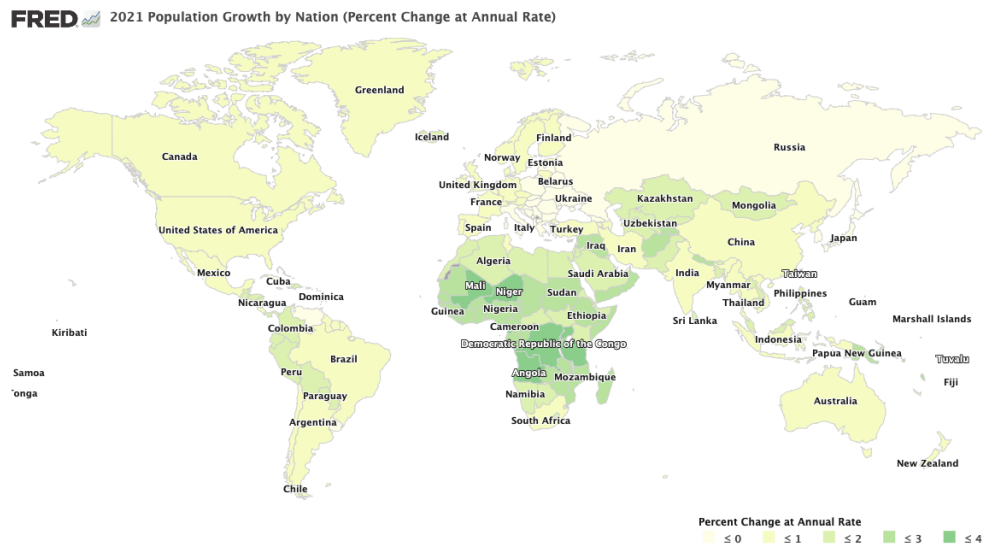 FRED 2021 Population Growth by Nation (Percent Change at Annual Rate)
Greenland
Iceland
Finland
Norway
Estonia
Russia
Canada
United Kingdom
Belarus
France
Ukraine
Kazakhstan
Mongolia
United States of America
Spain
Italy
Turkey
Uzbekistan
China
Japan
Iraq
Iran
Algeria
Mexico
Saudi Arabia
India
Taiwan
Cuba
Mali
Niger
Sudan
Myanmar
Philippines
Dominica
Nicaragua
Thailand
Guam
Guinea
Nigeria
Ethiopia
Sri Lanka
Marshall Islands
Kiribati
Colombia
Cameroon
Democratic Republic of the Congo
Indonesia
Papua New Guinea
Brazil
Tuvalu
Samoa
Peru
Angola
Mozambique
Fiji
onga
Paraguay
Namibia
Australia
Argentina
South Africa
New Zealand
Chile
Percent Change at Annual Rate
≤ 0 ≤ 1 ≤ 2 ≤ 3 ≤ 4